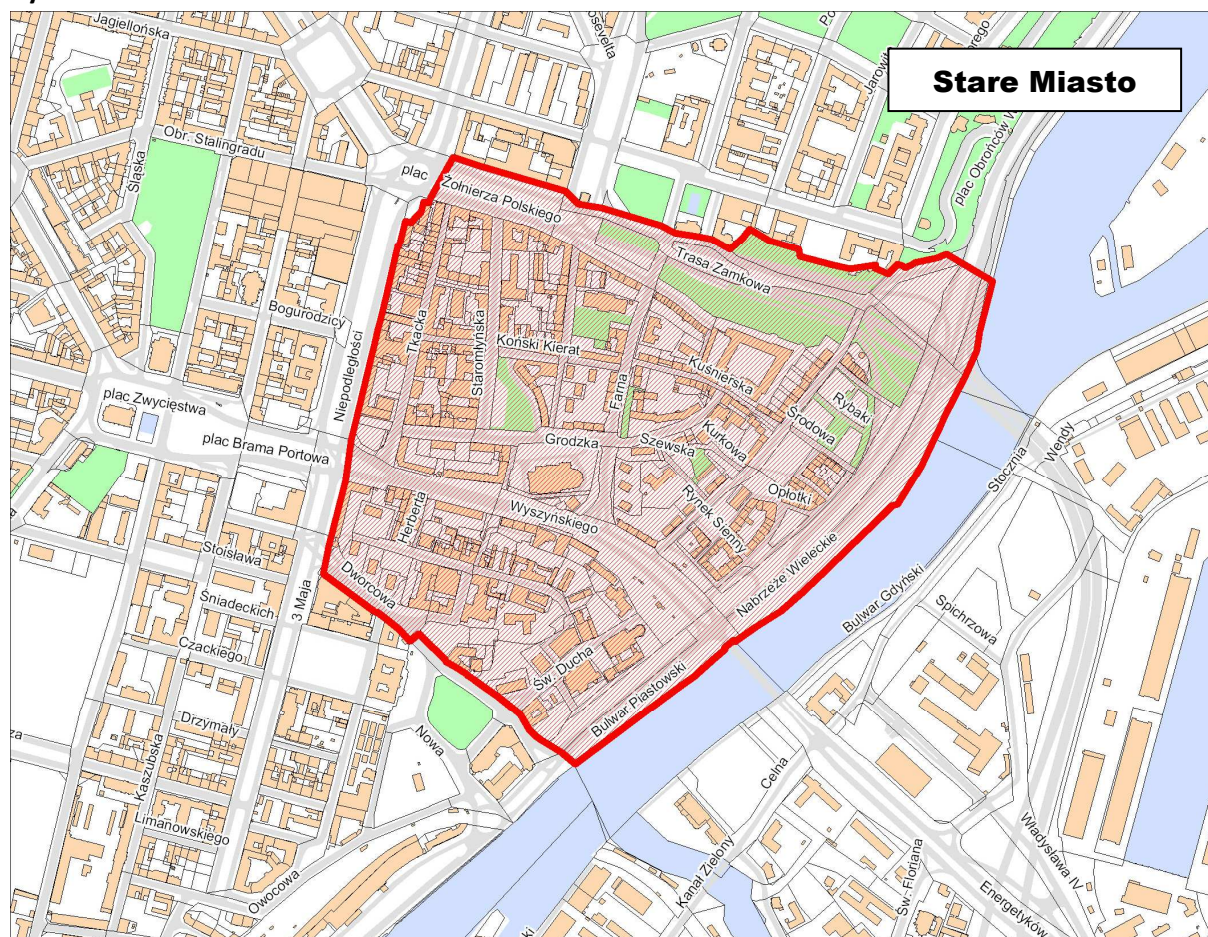 Stare Miasto
Jagiellońska
Obr. Stalingradu
Śląska
plac
Żołnierza Polskiego
Trasa Zamkowa
plac Obrońców W
Bogurodzicy
Niepodległości
Tkacka
Staromłyńska
Koński Kierat
Farna
Kuśnierska
Środowa
Rybaki
Kurkowa
Szewska
Grodzka
Opłotki
Rynek Sienny
plac Zwycięstwa
plac Brama Portowa
Wyszyńskiego
Herberta
Dworcowa
Stoisława
Śniadeckich
Czackiego
3 Maja
Drzymały
Kaszubska
Limanowskiego
Owocowa
Nowa
Św. Ducha
Bulwar Piastowski
Nabrzeże Wieleckie
Bulwar Gdyński
Stocznia
Wendy
Spichrzowa
Celna
Kanał Zielony
Św. Floriana
Energetyków
Władysława IV